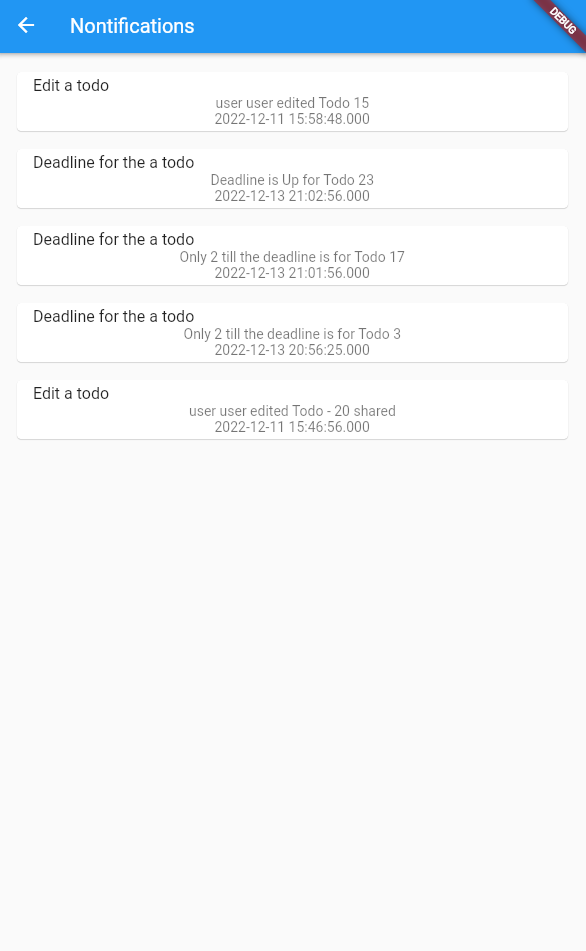 Nontifications
DEBUG
Edit a todo
user user edited Todo 15
2022-12-11 15:58:48.000
Deadline for the a todo
Deadline is Up for Todo 23
2022-12-13 21:02:56.000
Deadline for the a todo
Only 2 till the deadline is for Todo 17
2022-12-13 21:01:56.000
Deadline for the a todo
Only 2 till the deadline is for Todo 3
2022-12-13 20:56:25.000
Edit a todo
user user edited Todo - 20 shared
2022-12-11 15:46:56.000